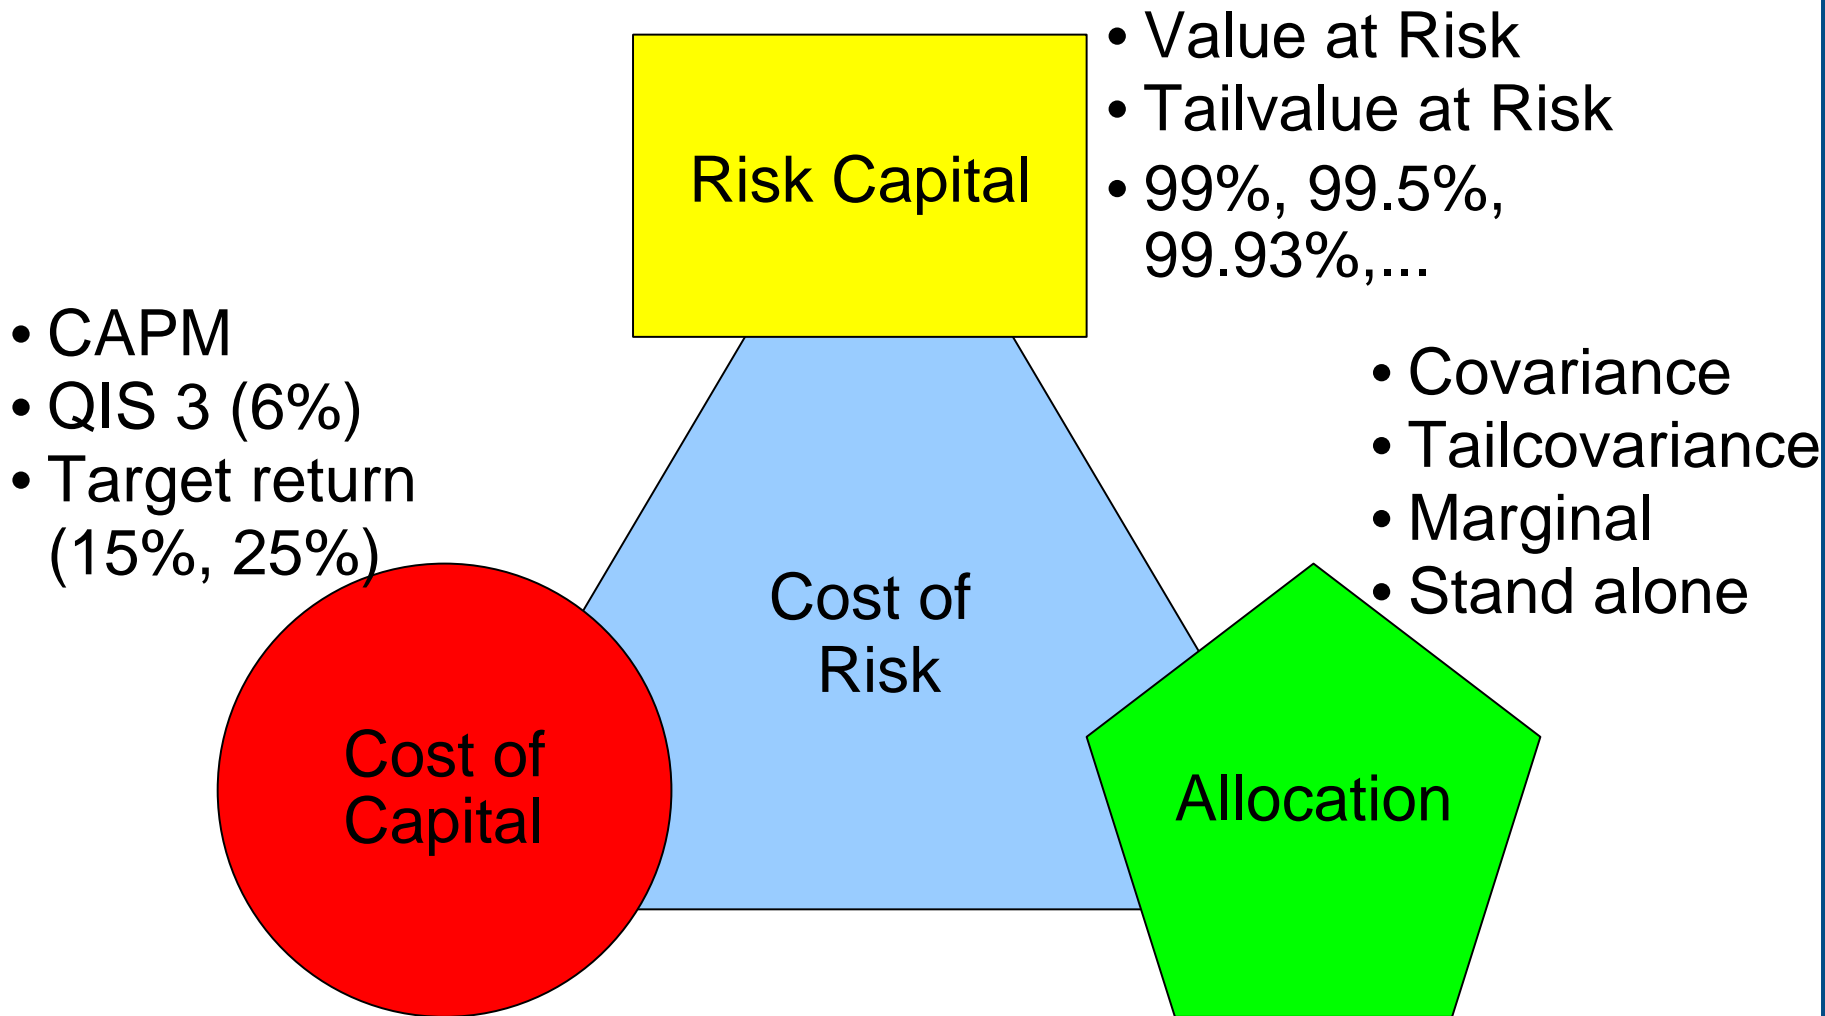 • Value at Risk
• Tailvalue at Risk
• 99%, 99.5%,
99.93%,...
Risk Capital
• CAPM
• QIS 3 (6%)
• Target return
(15%, 25%)
• Covariance
• Tailcovariance
• Marginal
• Stand alone
Cost of
Risk
Cost of
Capital
Allocation